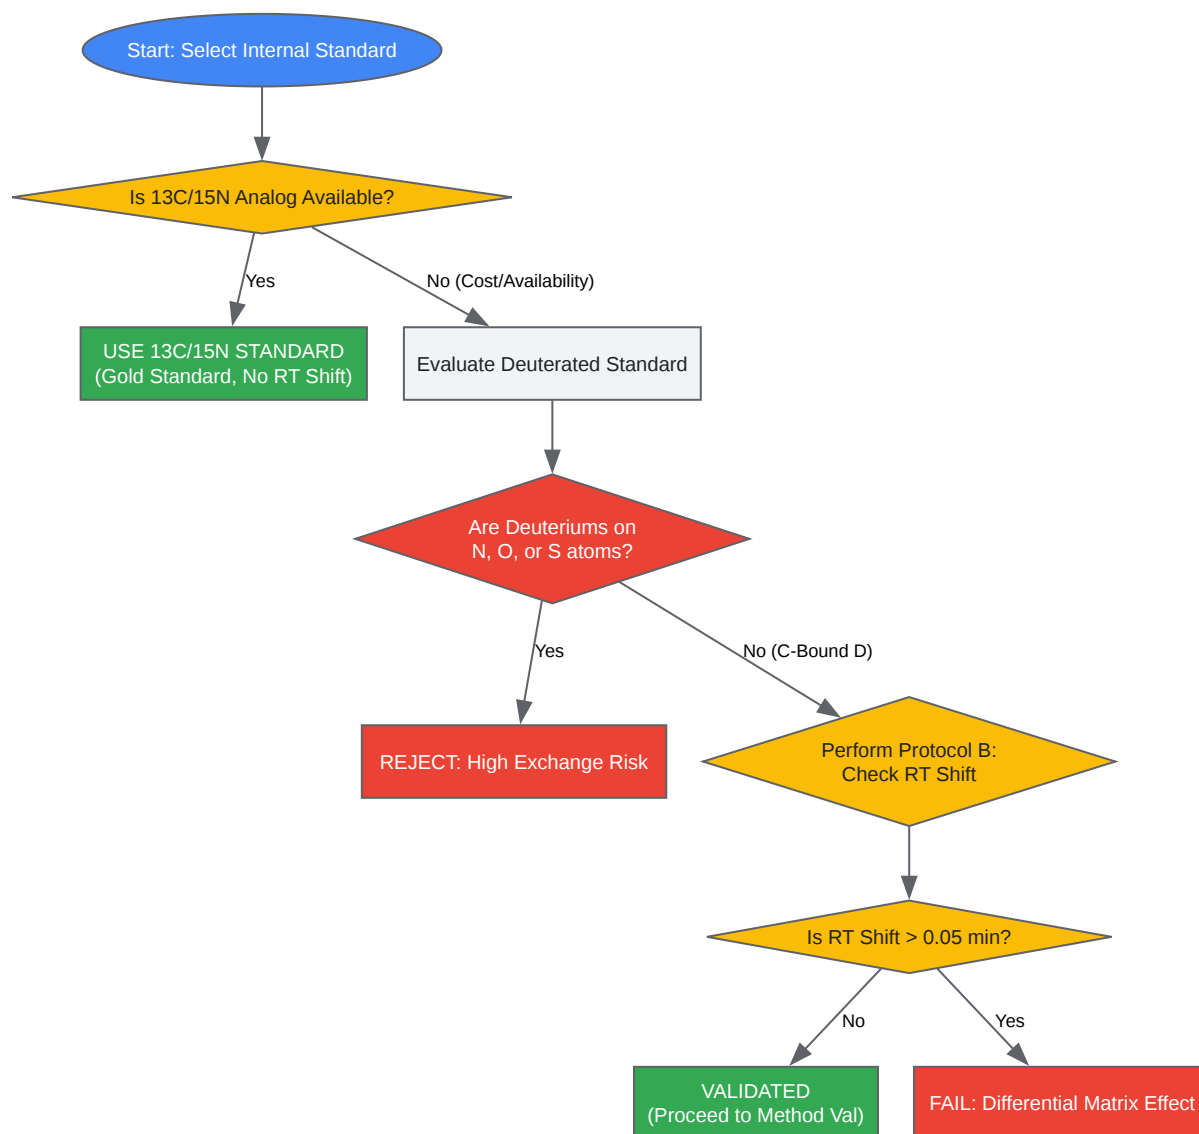 Start: Select Internal Standard
Is 13C/15N Analog Available?
Yes
No (Cost/Availability)
USE 13C/15N STANDARD
(Gold Standard, No RT Shift)
Evaluate Deuterated Standard
Are Deuteriums on
N, O, or S atoms?
Yes
No (C-Bound D)
REJECT: High Exchange Risk
Perform Protocol B:
Check RT Shift
Is RT Shift > 0.05 min?
No
Yes
VALIDATED
(Proceed to Method Val)
FAIL: Differential Matrix Effect